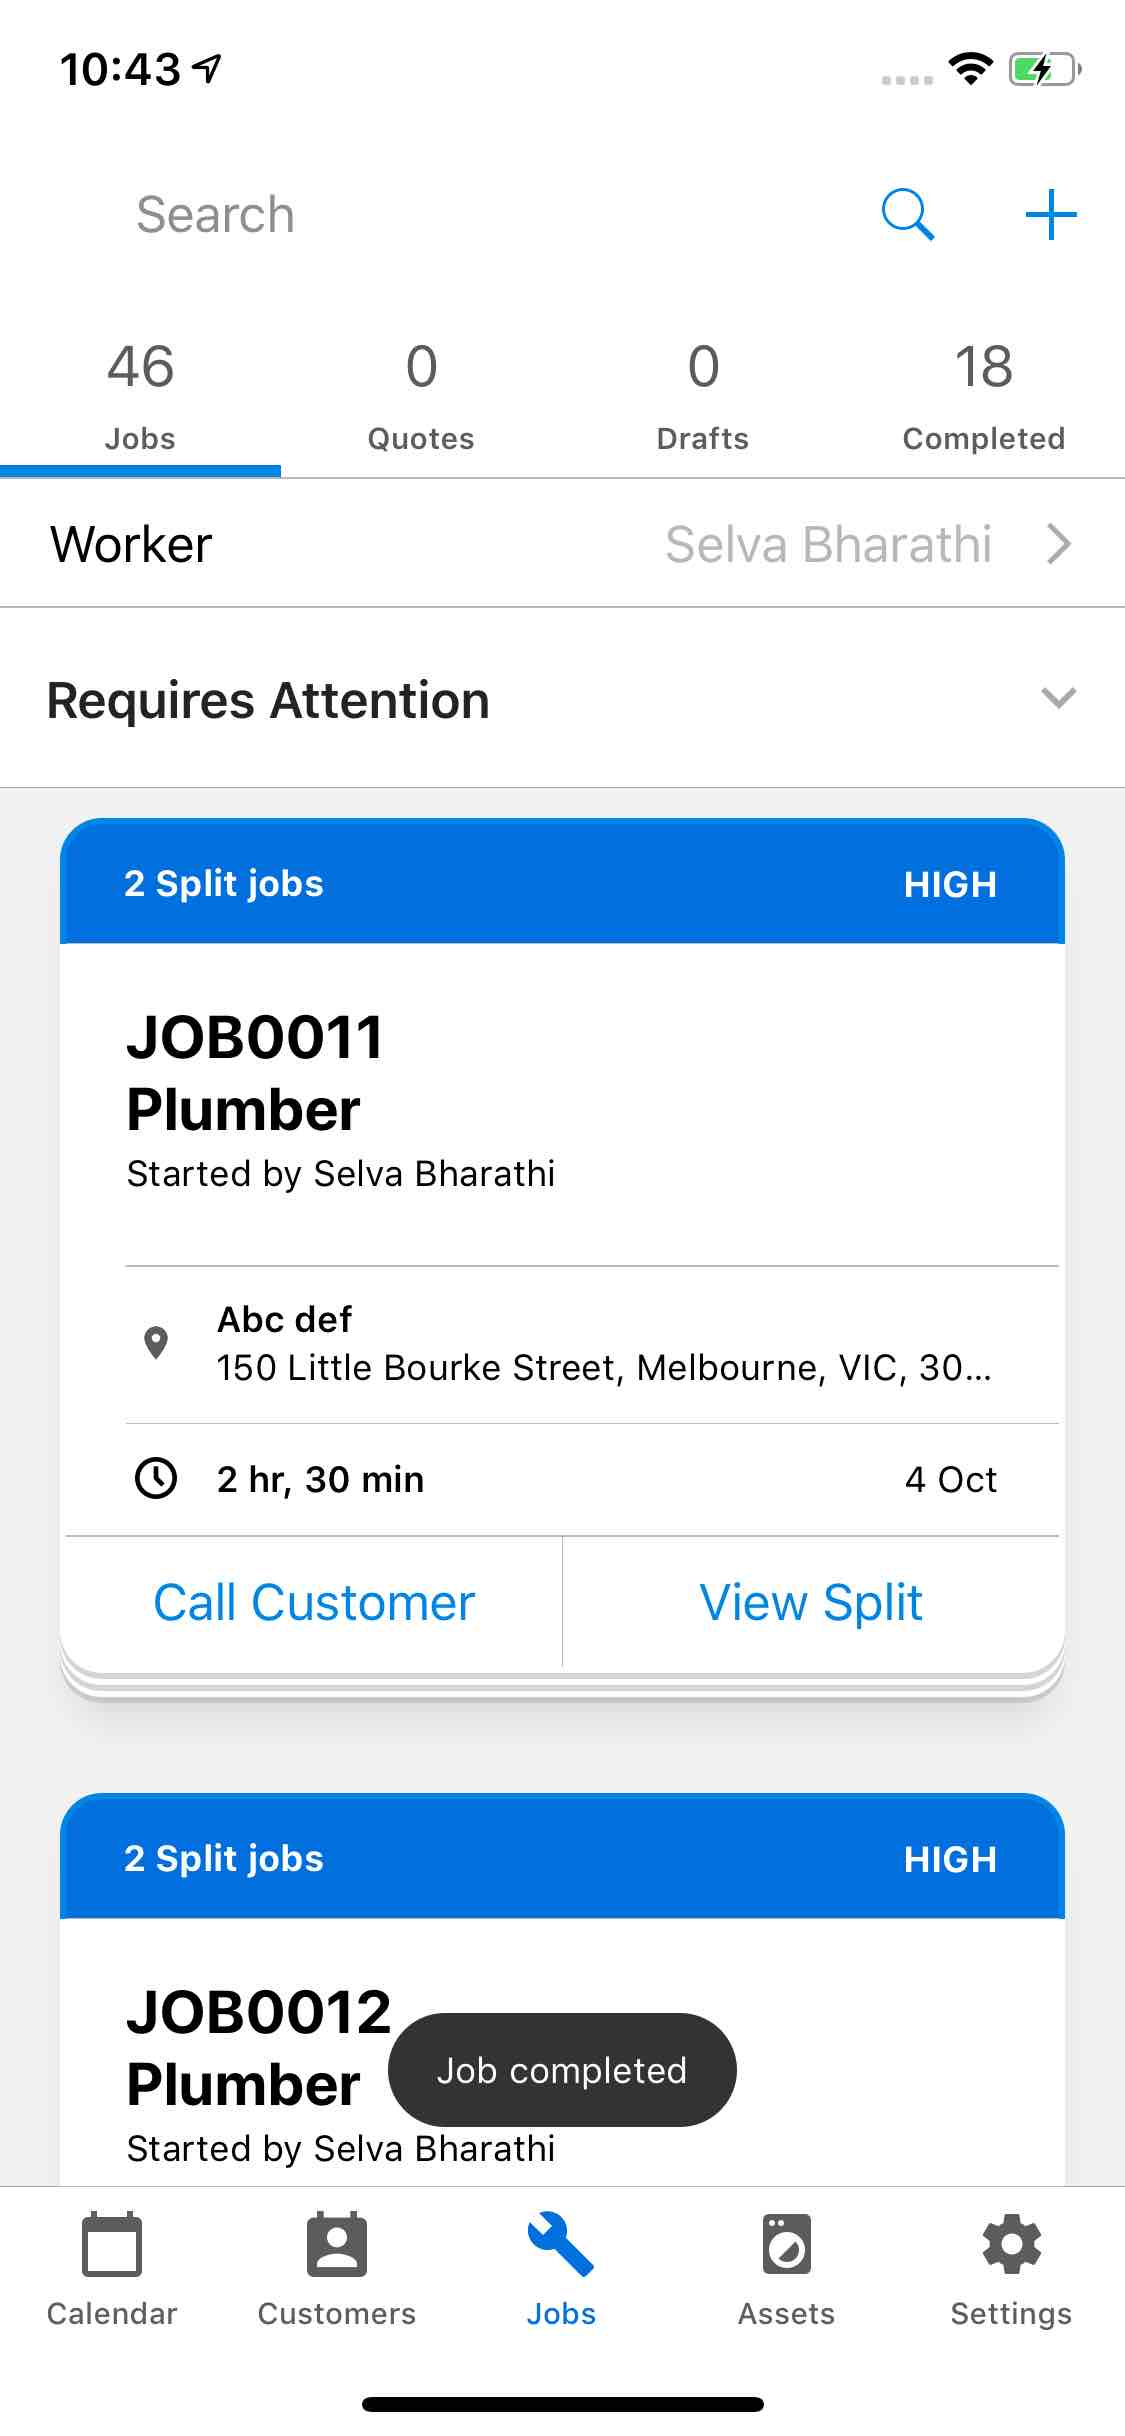 10:43
Search
46 0 0 18
Jobs Quotes Drafts Completed
Worker Selva Bharathi
Requires Attention
2 Split jobs HIGH
JOB0011
Plumber
Started by Selva Bharathi
Abc def
150 Little Bourke Street, Melbourne, VIC, 30...
2 hr, 30 min 4 Oct
Call Customer View Split
2 Split jobs HIGH
JOB0012
Plumber
Job completed
Started by Selva Bharathi
Calendar Customers Jobs Assets Settings